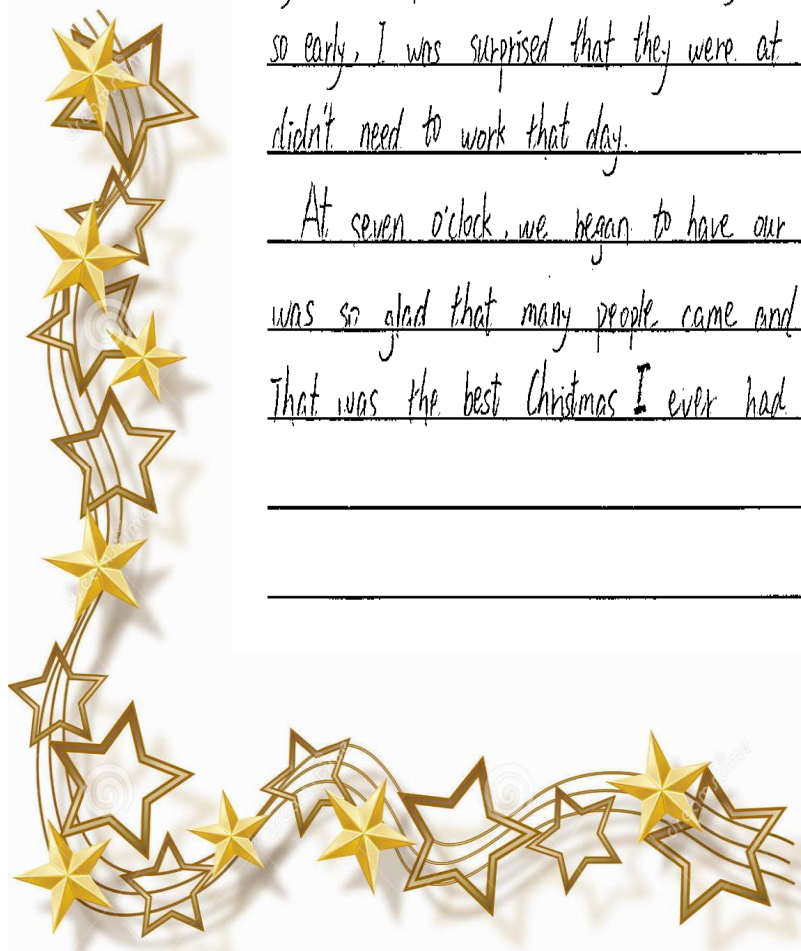 so early, I was surprised that they were at
didn't need to work that day.
At seven o'clock, we began to have our
was so glad that many people came and
That was the best Christmas I ever had